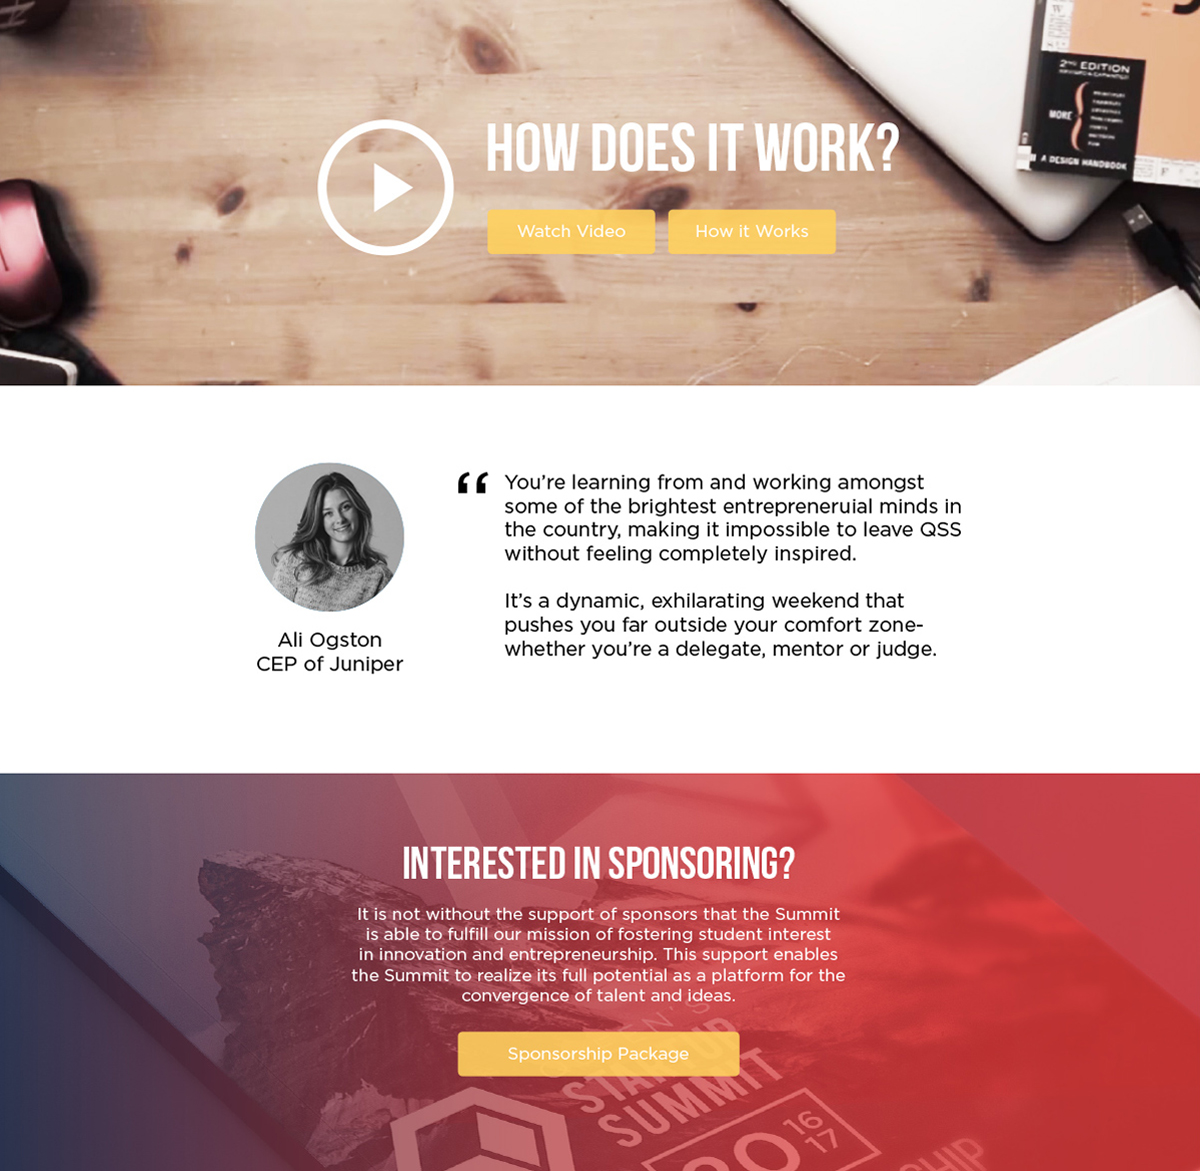 2ND EDITION
MORE
A DESIGN HANDBOOK
HOW DOES IT WORK?
Watch Video
How it Works
“ You’re learning from and working amongst
some of the brightest entrepreneruial minds in
the country, making it impossible to leave QSS
without feeling completely inspired.
It’s a dynamic, exhilarating weekend that
pushes you far outside your comfort zone-
whether you’re a delegate, mentor or judge.
Ali Ogston
CEP of Juniper
INTERESTED IN SPONSORING?
It is not without the support of sponsors that the Summit
is able to fulfill our mission of fostering student interest
in innovation and entrepreneurship. This support enables
the Summit to realize its full potential as a platform for the
convergence of talent and ideas.
Sponsorship Package
STARTUP
SUMMIT
20 16
17